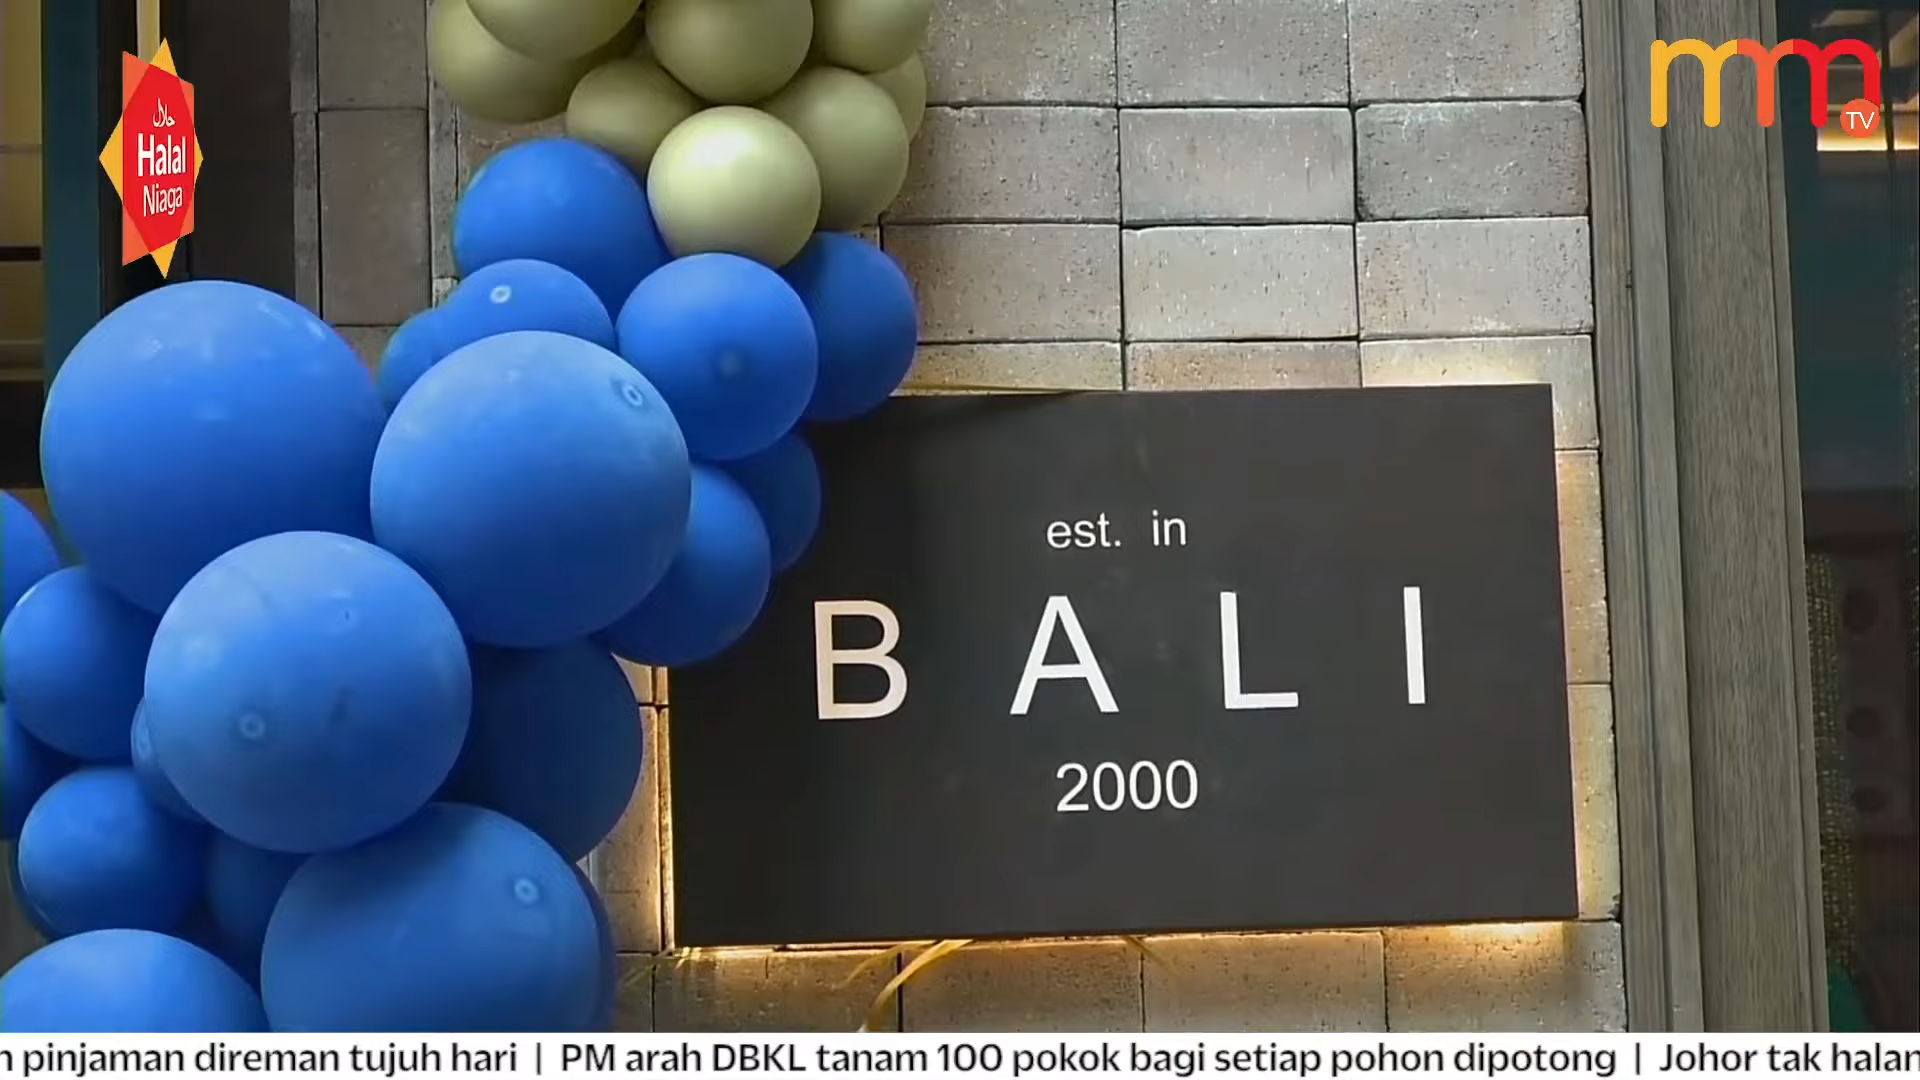 حلال
Halal
Niaga
mm
TV
est. in
BALI
2000
pinjaman direman tujuh hari | PM arah DBKL tanam 100 pokok bagi setiap pohon dipotong | Johor tak